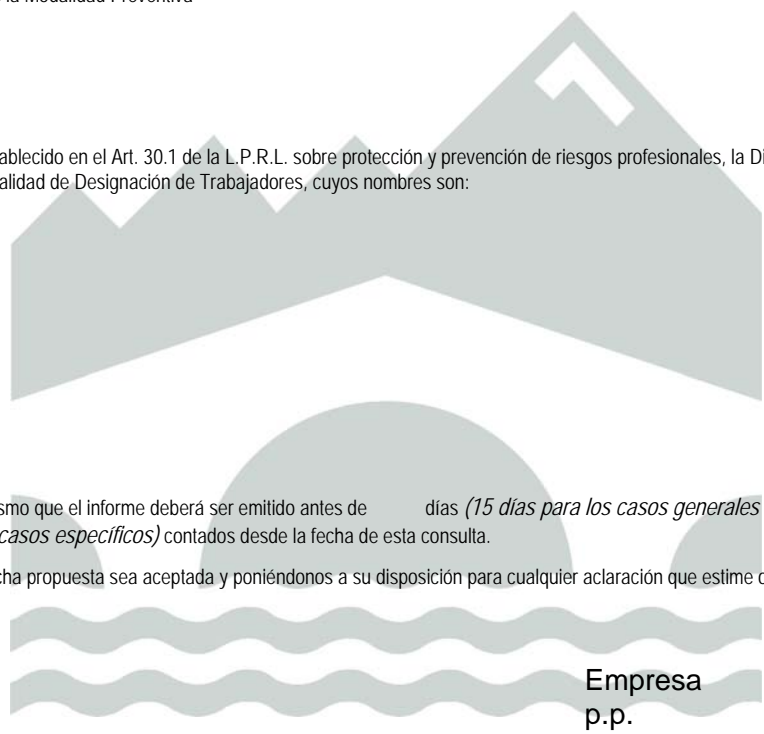 la Modalidad Preventiva
ablecido en el Art. 30.1 de la L.P.R.L. sobre protección y prevención de riesgos profesionales, la Di
alidad de Designación de Trabajadores, cuyos nombres son:
smo que el informe deberá ser emitido antes de días (15 días para los casos generales
casos específicos) contados desde la fecha de esta consulta.
cha propuesta sea aceptada y poniéndonos a su disposición para cualquier aclaración que estime
Empresa
p.p.